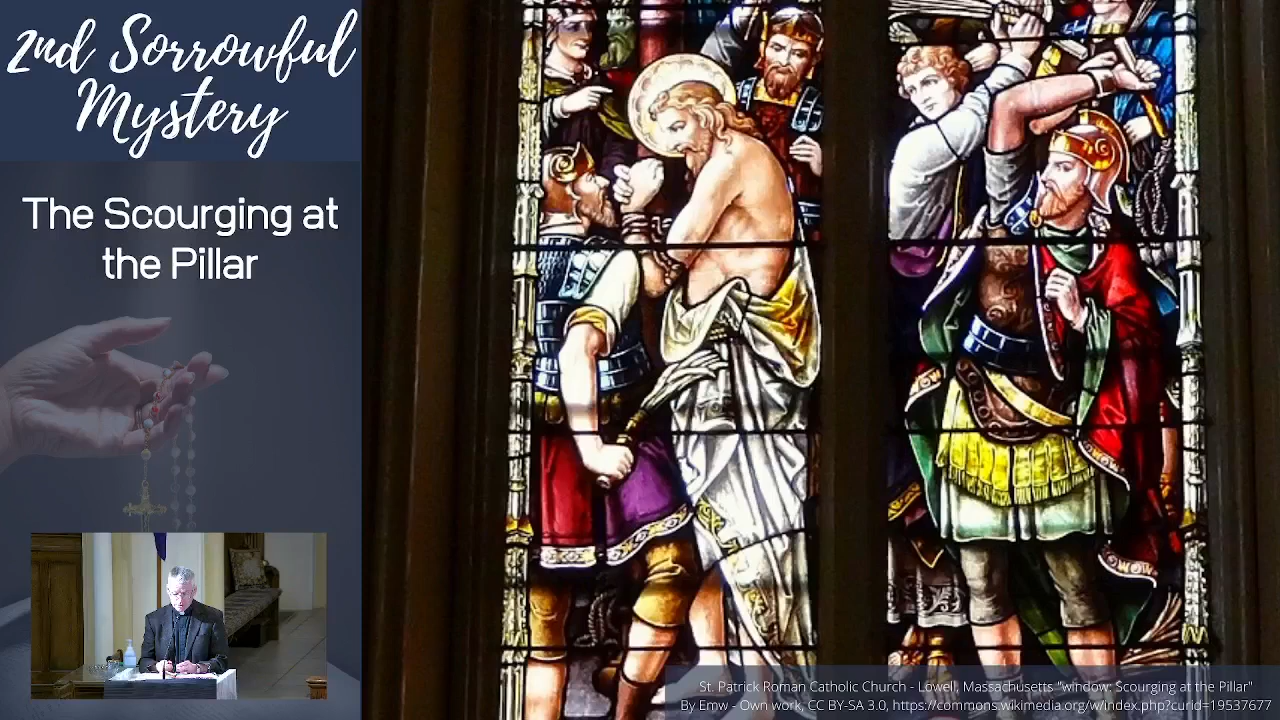 2nd Sorrowful
Mystery
The Scourging at
the Pillar
St. Patrick Roman Catholic Church - Lowell, Massachusetts "window: Scourging at the Pillar"
By Emw - Own work, CC BY-SA 3.0, https://commons.wikimedia.org/w/index.php?curid=19537677